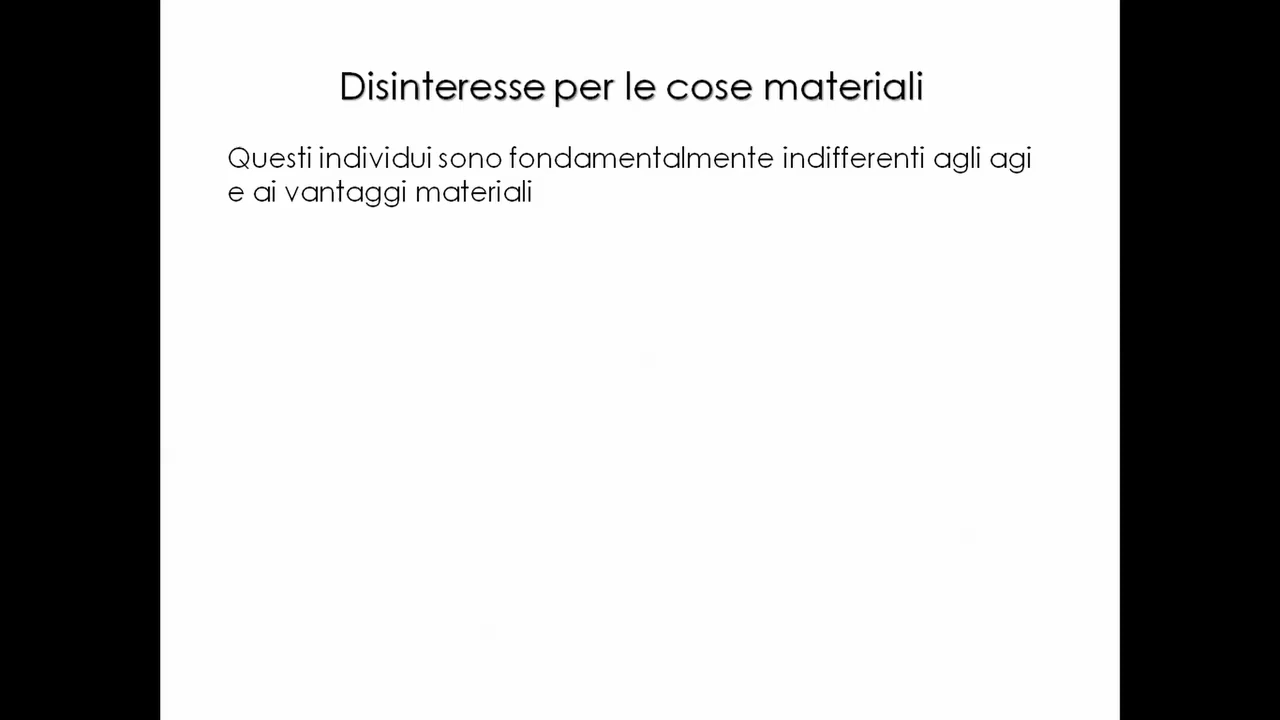 Disinteresse per le cose materiali
Questi individui sono fondamentalmente indifferenti agli agi
e ai vantaggi materiali